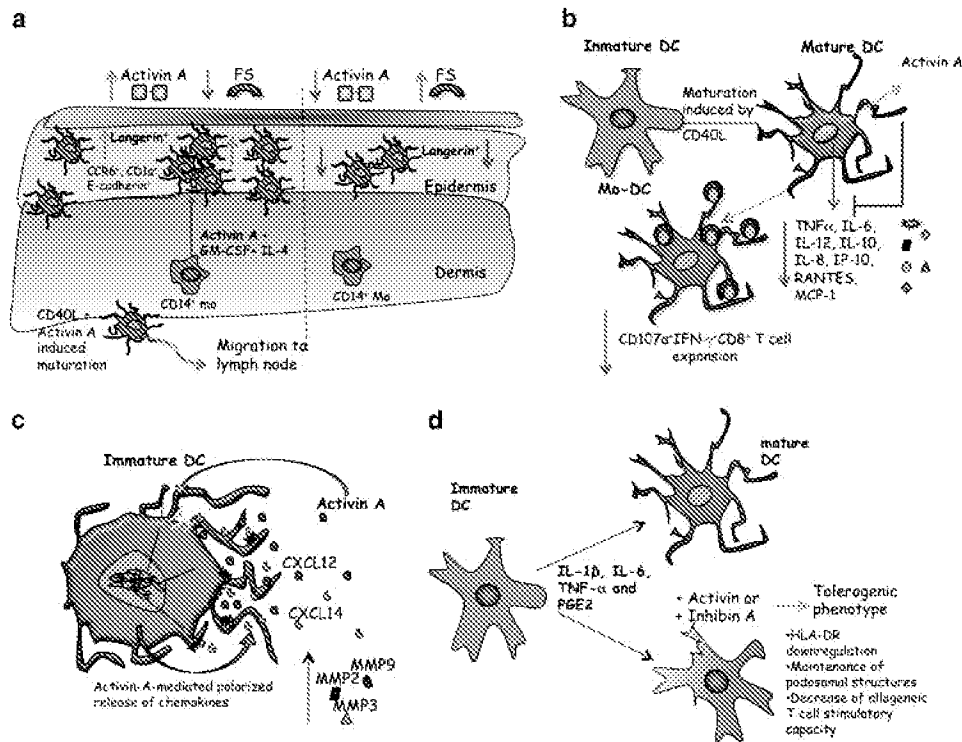 a
Activin A
FS
Activin A
FS
Langerin⁺
CCR6⁺ CD1a⁺
E-cadherin⁺
Langerin⁺
Epidermis
Activin A +
GM-CSF+ IL-4
Dermis
CD14⁺ mo
CD14⁺ Mo
CD40L +
Activin A
induced
maturation
Migration to
lymph node
b
Immature DC
Mature DC
Activin A
Maturation
induced by
CD40L
Mo-DC
TNFα, IL-6,
IL-12, IL-10,
IL-8, IP-10,
RANTES,
MCP-1
CD107a⁺IFN-γ⁺CD8⁺ T cell
expansion
c
Immature DC
Activin A
CXCL12
CXCL14
MMP9
MMP2
MMP3
Activin-A-mediated polarized
release of chemokines
d
mature
DC
Immature
DC
IL-1β, IL-6,
TNF-α and
PGE2
+ Activin or
+ Inhibin A
Tolerogenic
phenotype
•HLA-DR
downregulation
•Maintenance of
podosomal structures
•Decrease of allogeneic
T cell stimulatory
capacity